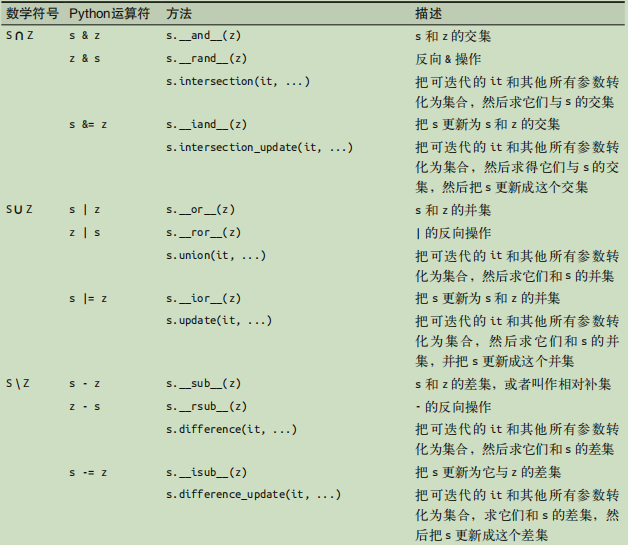 数学符号 Python运算符 方法 描述
S∩Z s & z s.__and__(z) s 和 z 的交集
z & s s.__rand__(z) 反向 & 操作
s.intersection(it, ...) 把可迭代的 it 和其他所有参数转
化为集合，然后求它们与 s 的交集
s &= z s.__iand__(z) 把 s 更新为 s 和 z 的交集
s.intersection_update(it, ...) 把可迭代的 it 和其他所有参数转
化为集合，然后求得它们与 s 的交
集，然后把 s 更新成这个交集
S∪Z s | z s.__or__(z) s 和 z 的并集
z | s s.__ror__(z) | 的反向操作
s.union(it, ...) 把可迭代的 it 和其他所有参数转
化为集合，然后求它们和 s 的并集
s |= z s.__ior__(z) 把 s 更新为 s 和 z 的并集
s.update(it, ...) 把可迭代的 it 和其他所有参数转
化为集合，然后求它们和 s 的并
集，并把 s 更新成这个并集
S \ Z s - z s.__sub__(z) s 和 z 的差集，或者叫作相对补集
z - s s.__rsub__(z) - 的反向操作
s.difference(it, ...) 把可迭代的 it 和其他所有参数转
化为集合，然后求它们和 s 的差集
s -= z s.__isub__(z) 把 s 更新为它与 z 的差集
s.difference_update(it, ...) 把可迭代的 it 和其他所有参数转
化为集合，求它们和 s 的差集，然
后把 s 更新成这个差集